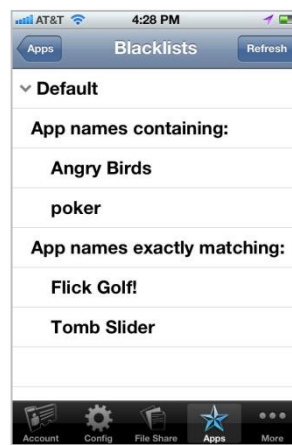 AT&T 4:28 PM
Apps Blacklists Refresh
Default
App names containing:
Angry Birds
poker
App names exactly matching:
Flick Golf!
Tomb Slider
Account Config File Share Apps More